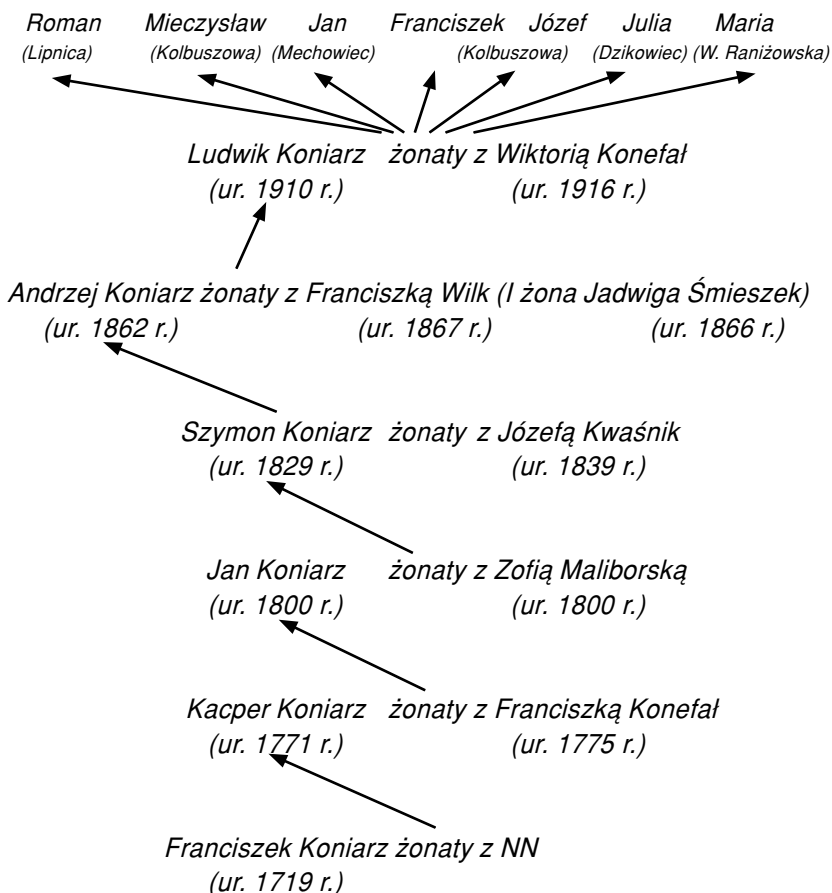 Roman Mieczysław Jan Franciszek Józef Julia Maria
(Lipnica) (Kolbuszowa) (Mechowiec) (Kolbuszowa) (Dzikowiec) (W. Raniżowska)
Ludwik Koniarz żonaty z Wiktorią Konefał
(ur. 1910 r.) (ur. 1916 r.)
Andrzej Koniarz żonaty z Franciszką Wilk (I żona Jadwiga Śmieszek)
(ur. 1862 r.) (ur. 1867 r.) (ur. 1866 r.)
Szymon Koniarz żonaty z Józefą Kwaśnik
(ur. 1829 r.) (ur. 1839 r.)
Jan Koniarz żonaty z Zofią Maliborską
(ur. 1800 r.) (ur. 1800 r.)
Kacper Koniarz żonaty z Franciszką Konefał
(ur. 1771 r.) (ur. 1775 r.)
Franciszek Koniarz żonaty z NN
(ur. 1719 r.)